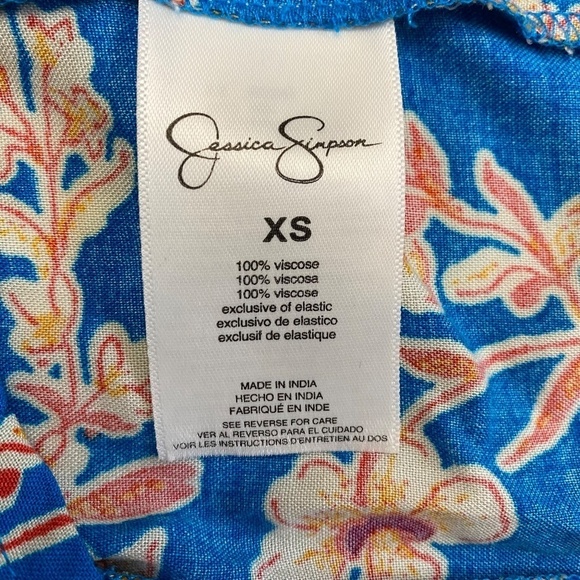 Jessica Simpson
XS
100% viscose
100% viscosa
100% viscose
exclusive of elastic
exclusivo de elastico
exclusif de elastique
MADE IN INDIA
HECHO EN INDIA
FABRIQUÉ EN INDE
SEE REVERSE FOR CARE
VER AL REVERSO PARA EL CUIDADO
VOIR LES INSTRUCTIONS D'ENTRETIEN AU DOS